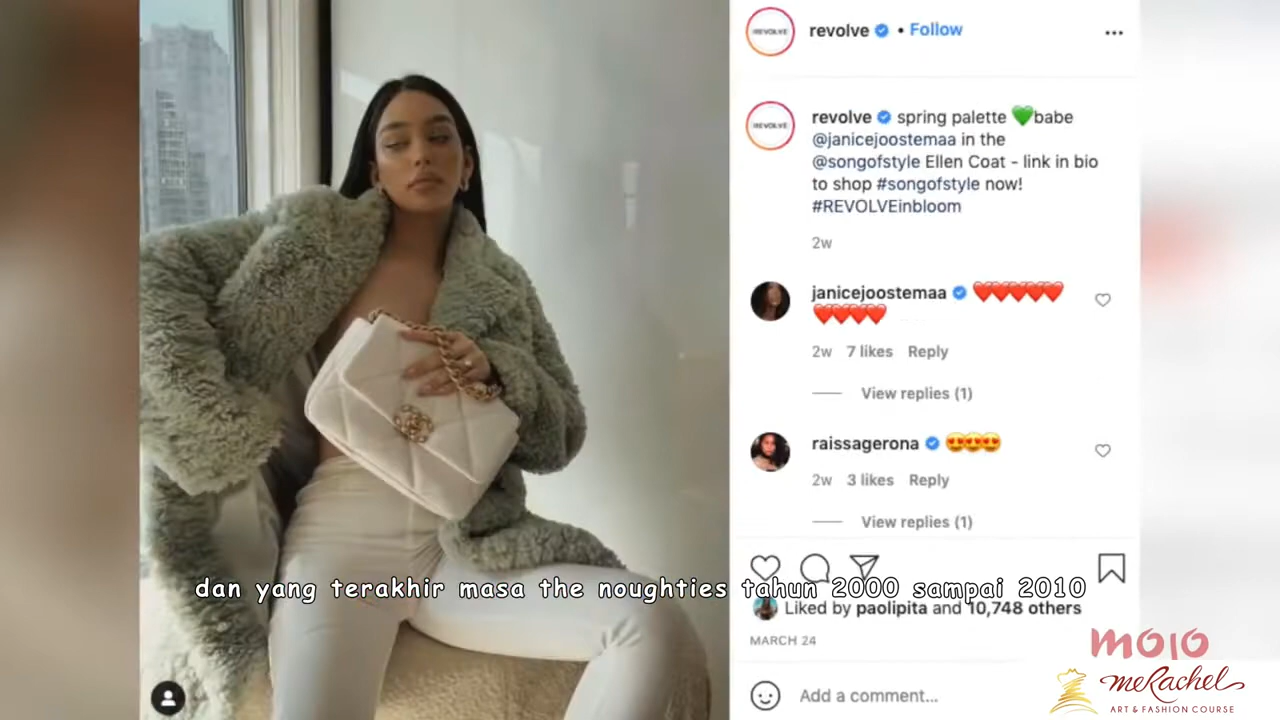 REVOLVE
revolve • Follow
REVOLVE
revolve spring palette 💚babe
@janicejoostemaa in the
@songofstyle Ellen Coat - link in bio
to shop #songofstyle now!
#REVOLVEinbloom
2w
janicejoostemaa ❤️❤️❤️❤️❤️❤️
❤️❤️❤️❤️❤️
2w 7 likes Reply
View replies (1)
raissagerona 😍😍😍
2w 3 likes Reply
View replies (1)
dan yang terakhir masa the noughties tahun 2000 sampai 2010
Liked by paolipita and 10,748 others
MARCH 24
Add a comment...
moio
meRachel
ART & FASHION COURSE